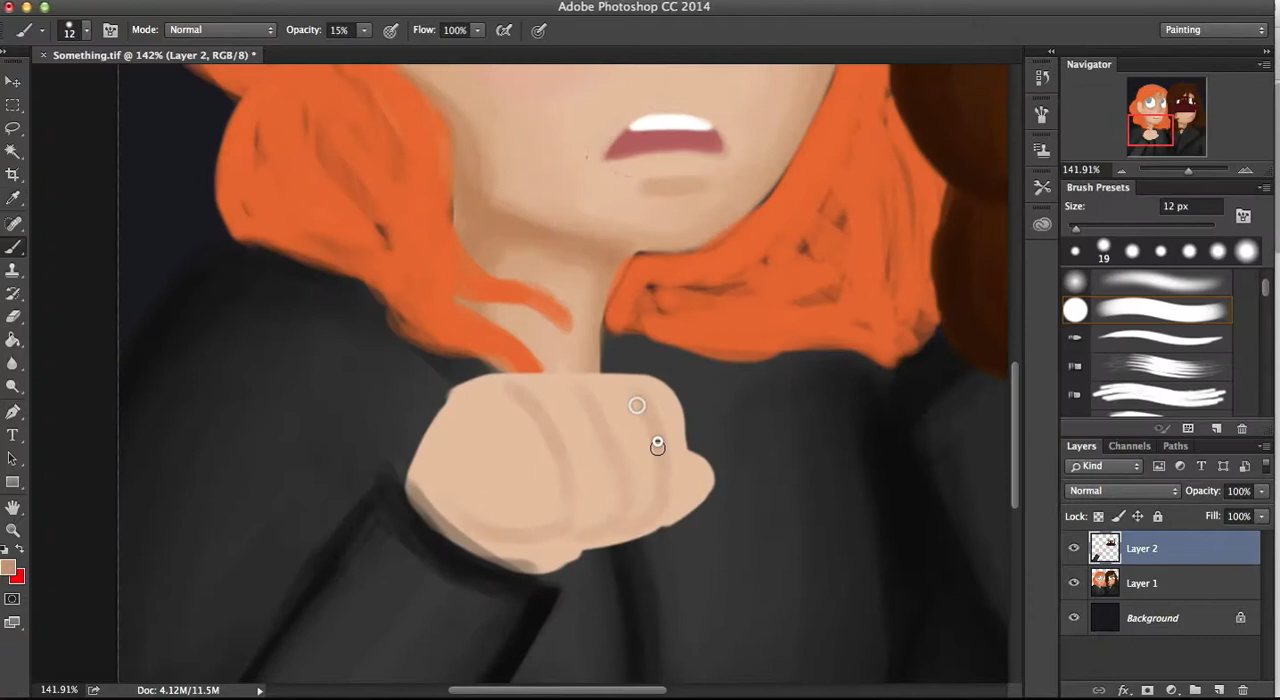 Adobe Photoshop CC 2014
12
Mode: Normal
Opacity: 15%
Flow: 100%
Painting
× Something.tif @ 142% (Layer 2, RGB/8) *
Navigator
141.91%
Brush Presets
Size: 12 px
19
Layers Channels Paths
Kind
Normal
Opacity: 100%
Lock:
Fill: 100%
Layer 2
Layer 1
Background
141.91%
Doc: 4.12M/11.5M